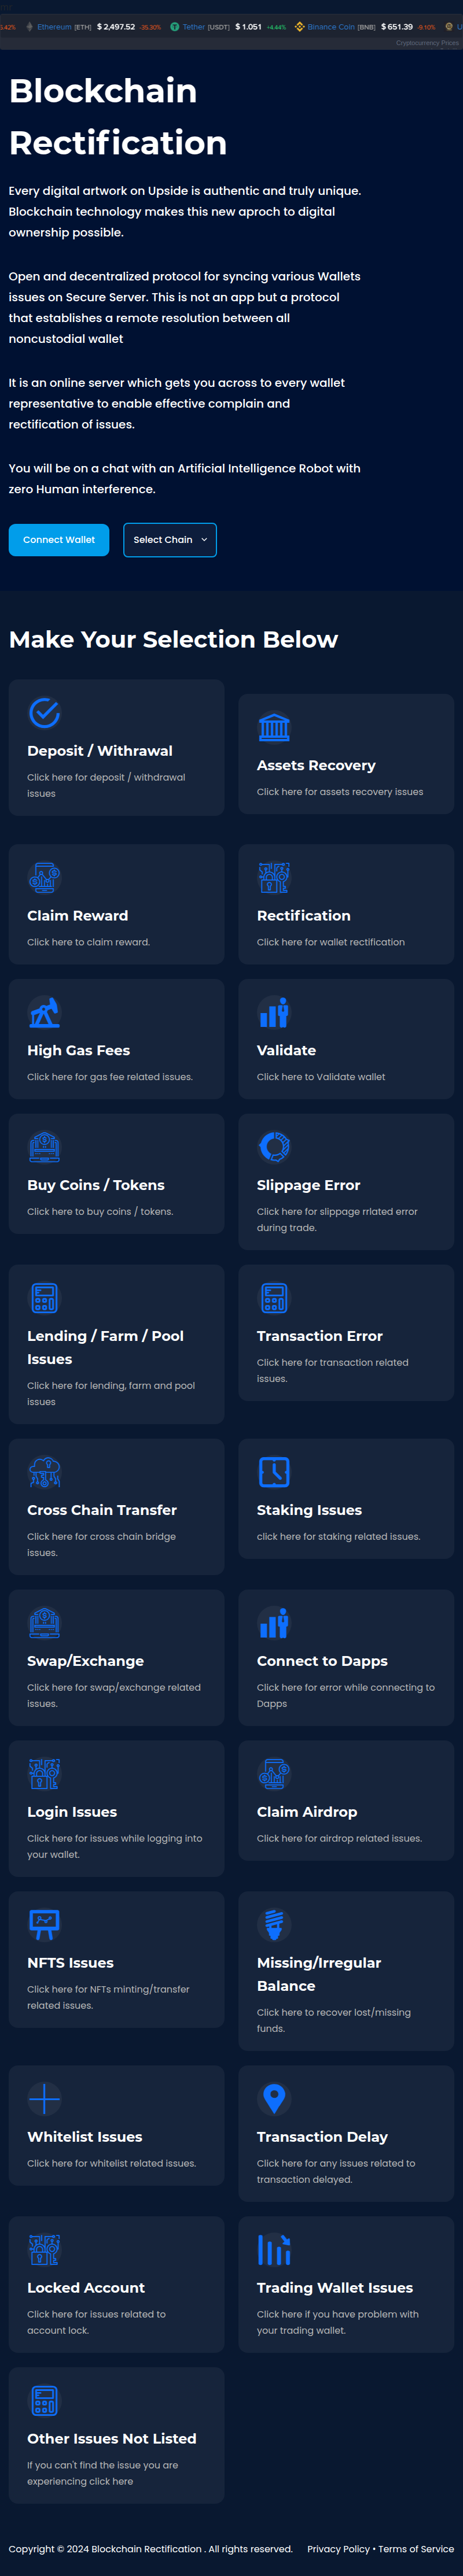 3.42% Ethereum [ETH] $ 2,497.52 -35.30% Tether [USDT] $ 1.051 +4.44% Binance Coin [BNB] $ 651.39 -9.10% U
Cryptocurrency Prices
Blockchain
Rectification
Every digital artwork on Upside is authentic and truly unique.
Blockchain technology makes this new aproch to digital
ownership possible.
Open and decentralized protocol for syncing various Wallets
issues on Secure Server. This is not an app but a protocol
that establishes a remote resolution between all
noncustodial wallet
It is an online server which gets you across to every wallet
representative to enable effective complain and
rectification of issues.
You will be on a chat with an Artificial Intelligence Robot with
zero Human interference.
Connect Wallet
Select Chain
Make Your Selection Below
Deposit / Withrawal
Click here for deposit / withdrawal
issues
Assets Recovery
Click here for assets recovery issues
Claim Reward
Click here to claim reward.
Rectification
Click here for wallet rectification
High Gas Fees
Click here for gas fee related issues.
Validate
Click here to Validate wallet
Buy Coins / Tokens
Click here to buy coins / tokens.
Slippage Error
Click here for slippage rrlated error
during trade.
Lending / Farm / Pool
Issues
Click here for lending, farm and pool
issues
Transaction Error
Click here for transaction related
issues.
Cross Chain Transfer
Click here for cross chain bridge
issues.
Staking Issues
click here for staking related issues.
Swap/Exchange
Click here for swap/exchange related
issues.
Connect to Dapps
Click here for error while connecting to
Dapps
Login Issues
Click here for issues while logging into
your wallet.
Claim Airdrop
Click here for airdrop related issues.
NFTS Issues
Click here for NFTs minting/transfer
related issues.
Missing/Irregular
Balance
Click here to recover lost/missing
funds.
Whitelist Issues
Click here for whitelist related issues.
Transaction Delay
Click here for any issues related to
transaction delayed.
Locked Account
Click here for issues related to
account lock.
Trading Wallet Issues
Click here if you have problem with
your trading wallet.
Other Issues Not Listed
If you can't find the issue you are
experiencing click here
Copyright © 2024 Blockchain Rectification . All rights reserved.
Privacy Policy • Terms of Service